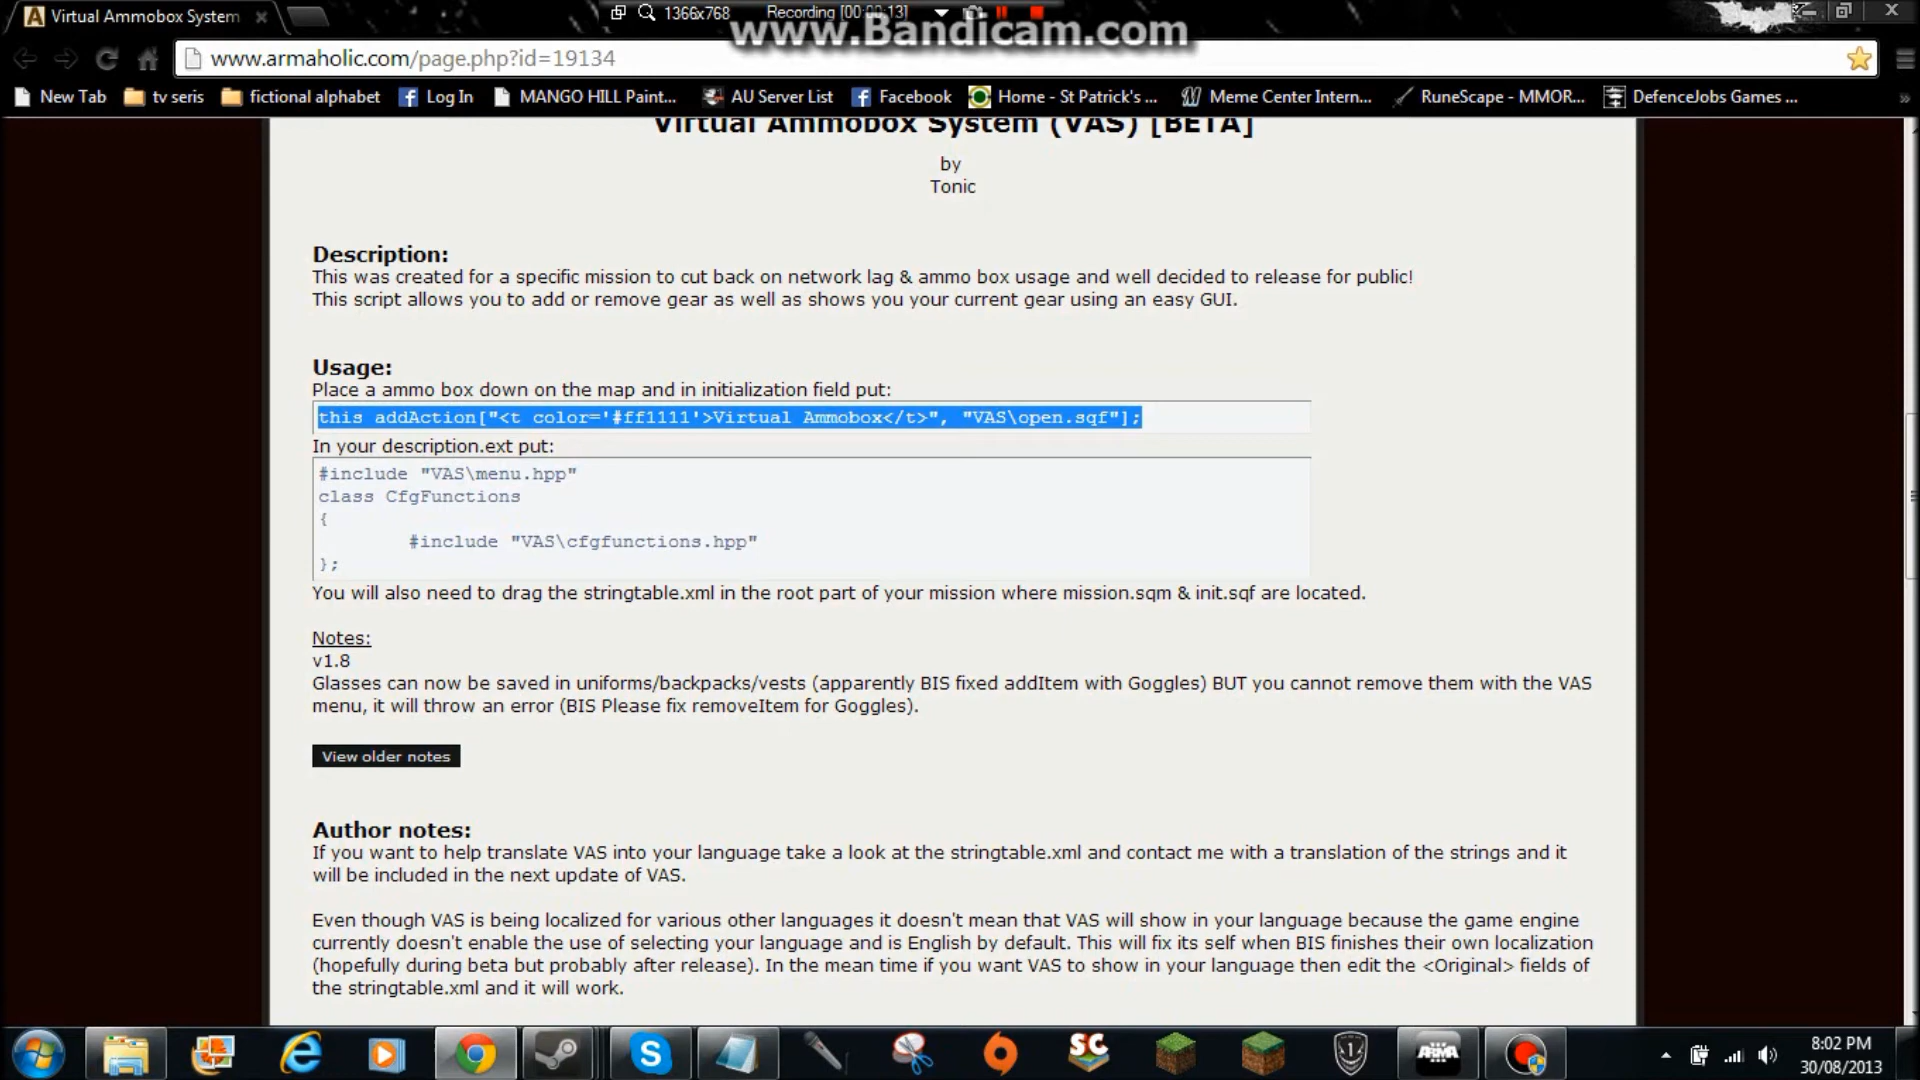 Virtual Ammobox System
1366x768
Recording [00:00:13]
www.Bandicam.com
www.armaholic.com/page.php?id=19134
New Tab
tv seris
fictional alphabet
Log In
MANGO HILL Paint...
AU Server List
Facebook
Home - St Patrick's ...
Meme Center Intern...
RuneScape - MMOR...
DefenceJobs Games ...
Virtual Ammobox System (VAS) [BETA]
by
Tonic
Description:
This was created for a specific mission to cut back on network lag & ammo box usage and well decided to release for public!
This script allows you to add or remove gear as well as shows you your current gear using an easy GUI.
Usage:
Place a ammo box down on the map and in initialization field put:
this addAction["<t color='#ff1111'>Virtual Ammobox</t>", "VAS\open.sqf"];
In your description.ext put:
#include "VAS\menu.hpp"
class CfgFunctions
{
#include "VAS\cfgfunctions.hpp"
};
You will also need to drag the stringtable.xml in the root part of your mission where mission.sqm & init.sqf are located.
Notes:
v1.8
Glasses can now be saved in uniforms/backpacks/vests (apparently BIS fixed addItem with Goggles) BUT you cannot remove them with the VAS
menu, it will throw an error (BIS Please fix removeItem for Goggles).
View older notes
Author notes:
If you want to help translate VAS into your language take a look at the stringtable.xml and contact me with a translation of the strings and it
will be included in the next update of VAS.
Even though VAS is being localized for various other languages it doesn't mean that VAS will show in your language because the game engine
currently doesn't enable the use of selecting your language and is English by default. This will fix its self when BIS finishes their own localization
(hopefully during beta but probably after release). In the mean time if you want VAS to show in your language then edit the <Original> fields of
the stringtable.xml and it will work.
SC
ARMA
8:02 PM
30/08/2013